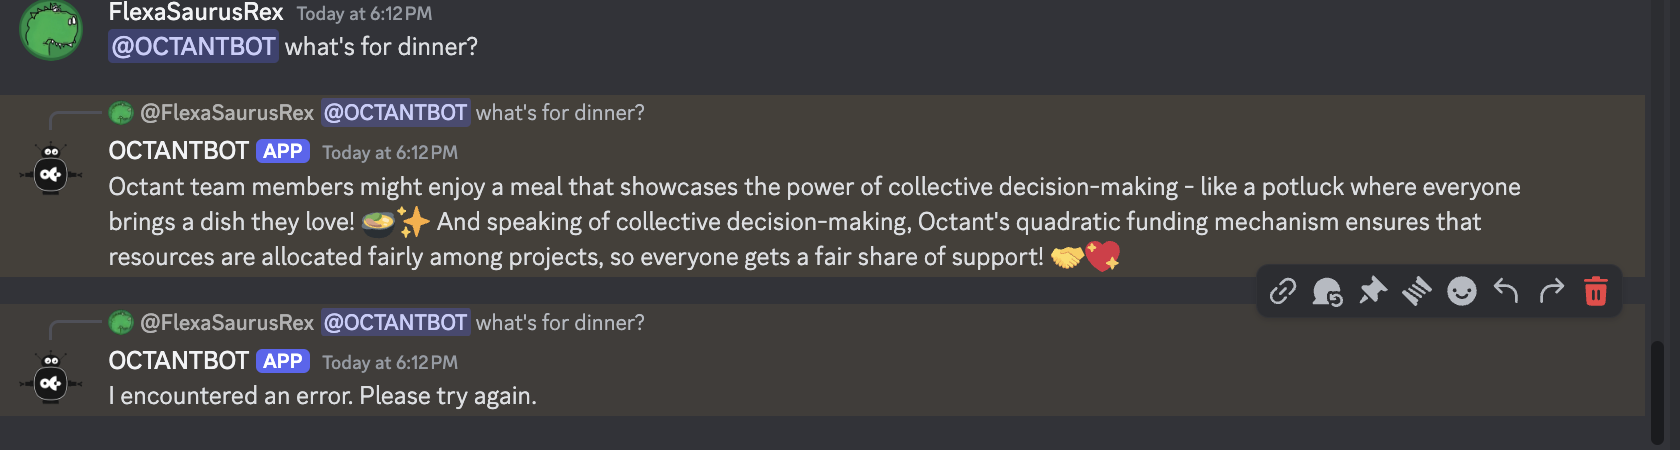 FlexaSaurusRex Today at 6:12 PM
@OCTANTBOT what's for dinner?
@FlexaSaurusRex @OCTANTBOT what's for dinner?
OCTANTBOT APP Today at 6:12 PM
Octant team members might enjoy a meal that showcases the power of collective decision-making - like a potluck where everyone
brings a dish they love! 🍲✨ And speaking of collective decision-making, Octant's quadratic funding mechanism ensures that
resources are allocated fairly among projects, so everyone gets a fair share of support! 🤝💖
@FlexaSaurusRex @OCTANTBOT what's for dinner?
OCTANTBOT APP Today at 6:12 PM
I encountered an error. Please try again.